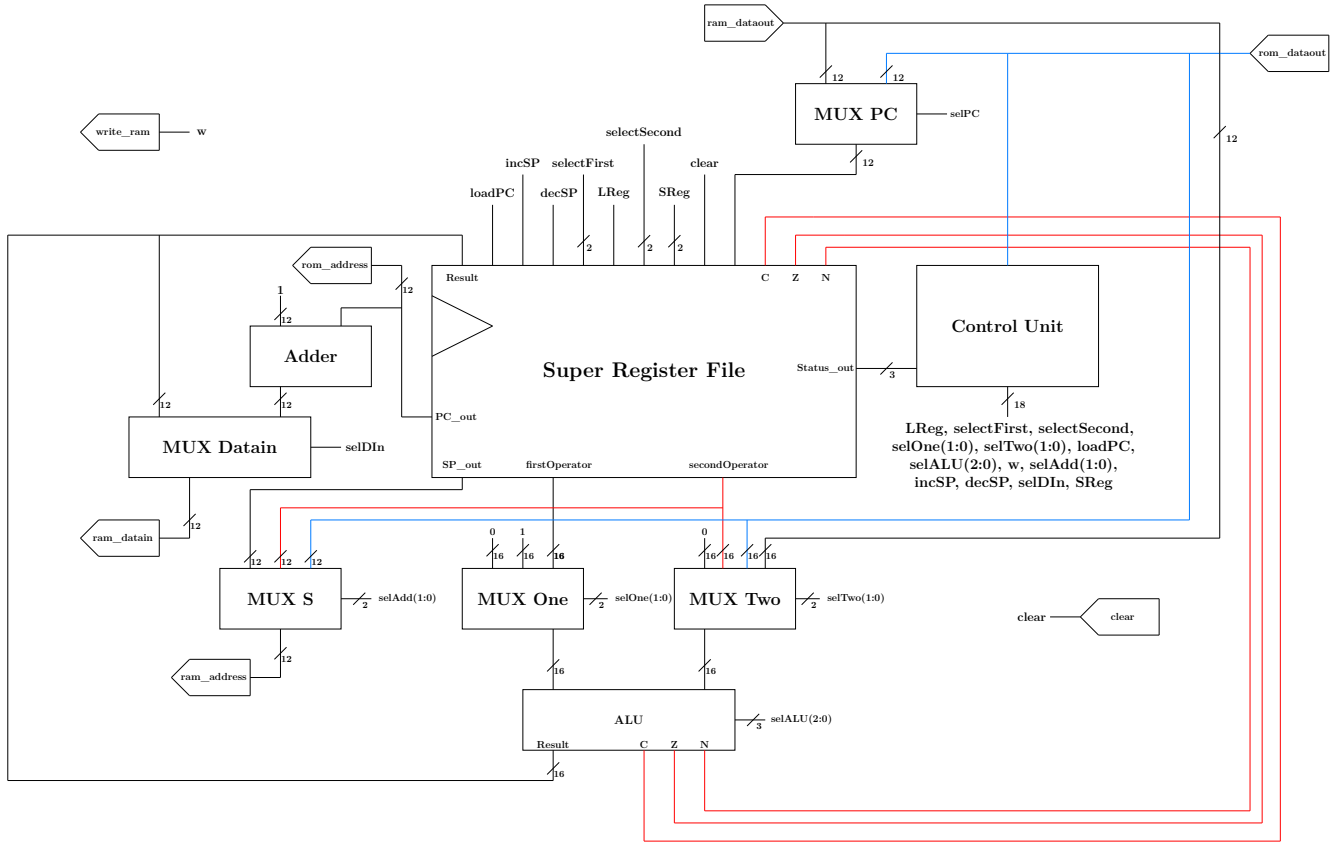 ram_dataout
rom_dataout
12
12
MUX PC
selPC
write_ram
w
selectSecond
12
12
incSP
selectFirst
clear
loadPC
decSP
LReg
SReg
2
2
2
rom_address
Result
C
Z
N
1
12
12
Adder
Control Unit
Super Register File
Status_out
3
12
12
18
PC_out
MUX Datain
selDIn
LReg, selectFirst, selectSecond,
selOne(1:0), selTwo(1:0), loadPC,
selALU(2:0), w, selAdd(1:0),
incSP, decSP, selDIn, SReg
SP_out
firstOperator
secondOperator
ram_datain
12
0
1
0
12
12
12
16
16
16
16
16
16
16
MUX S
2
selAdd(1:0)
MUX One
2
selOne(1:0)
MUX Two
2
selTwo(1:0)
clear
clear
12
ram_address
16
16
ALU
3
selALU(2:0)
Result
C
Z
N
16